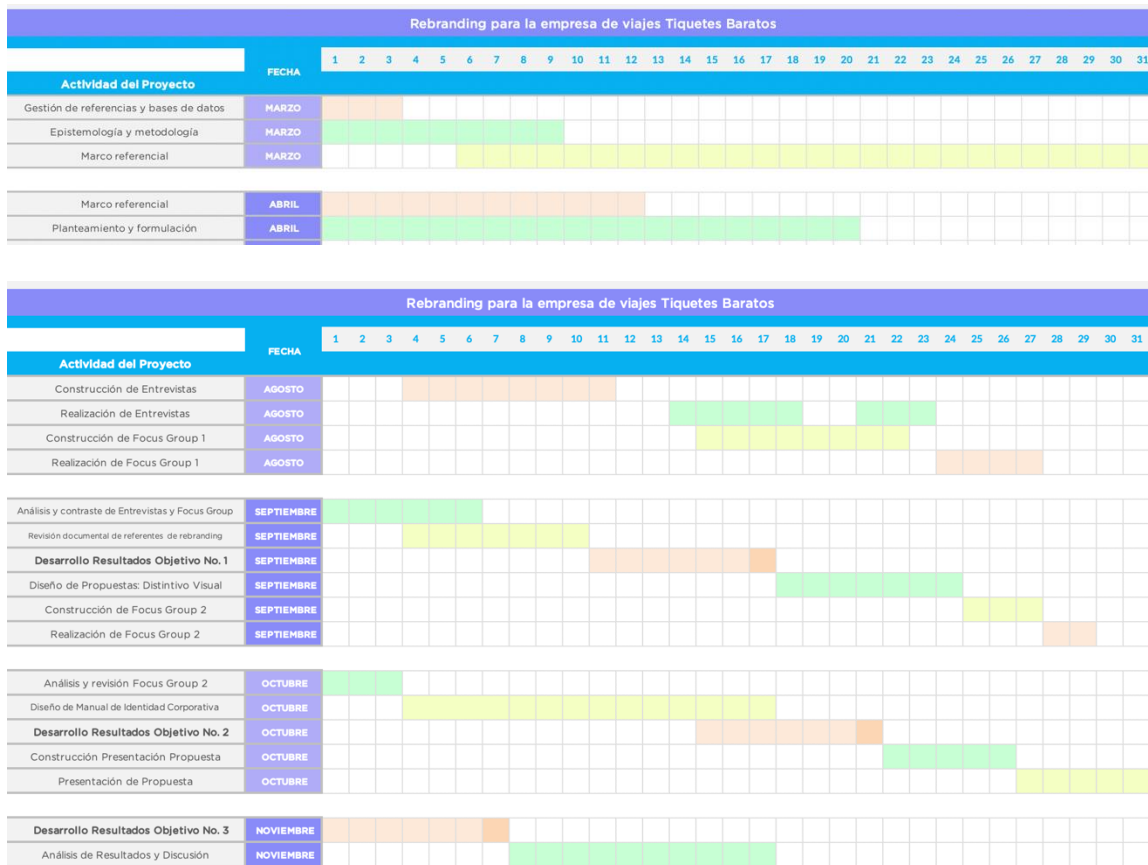 Rebranding para la empresa de viajes Tiquetes Baratos
FECHA 1 2 3 4 5 6 7 8 9 10 11 12 13 14 15 16 17 18 19 20 21 22 23 24 25 26 27 28 29 30 31
Actividad del Proyecto
Gestión de referencias y bases de datos MARZO
Epistemología y metodología MARZO
Marco referencial MARZO
Marco referencial ABRIL
Planteamiento y formulación ABRIL
Rebranding para la empresa de viajes Tiquetes Baratos
FECHA 1 2 3 4 5 6 7 8 9 10 11 12 13 14 15 16 17 18 19 20 21 22 23 24 25 26 27 28 29 30 31
Actividad del Proyecto
Construcción de Entrevistas AGOSTO
Realización de Entrevistas AGOSTO
Construcción de Focus Group 1 AGOSTO
Realización de Focus Group 1 AGOSTO
Análisis y contraste de Entrevistas y Focus Group SEPTIEMBRE
Revisión documental de referentes de rebranding SEPTIEMBRE
Desarrollo Resultados Objetivo No. 1 SEPTIEMBRE
Diseño de Propuestas: Distintivo Visual SEPTIEMBRE
Construcción de Focus Group 2 SEPTIEMBRE
Realización de Focus Group 2 SEPTIEMBRE
Análisis y revisión Focus Group 2 OCTUBRE
Diseño de Manual de Identidad Corporativa OCTUBRE
Desarrollo Resultados Objetivo No. 2 OCTUBRE
Construcción Presentación Propuesta OCTUBRE
Presentación de Propuesta OCTUBRE
Desarrollo Resultados Objetivo No. 3 NOVIEMBRE
Análisis de Resultados y Discusión NOVIEMBRE